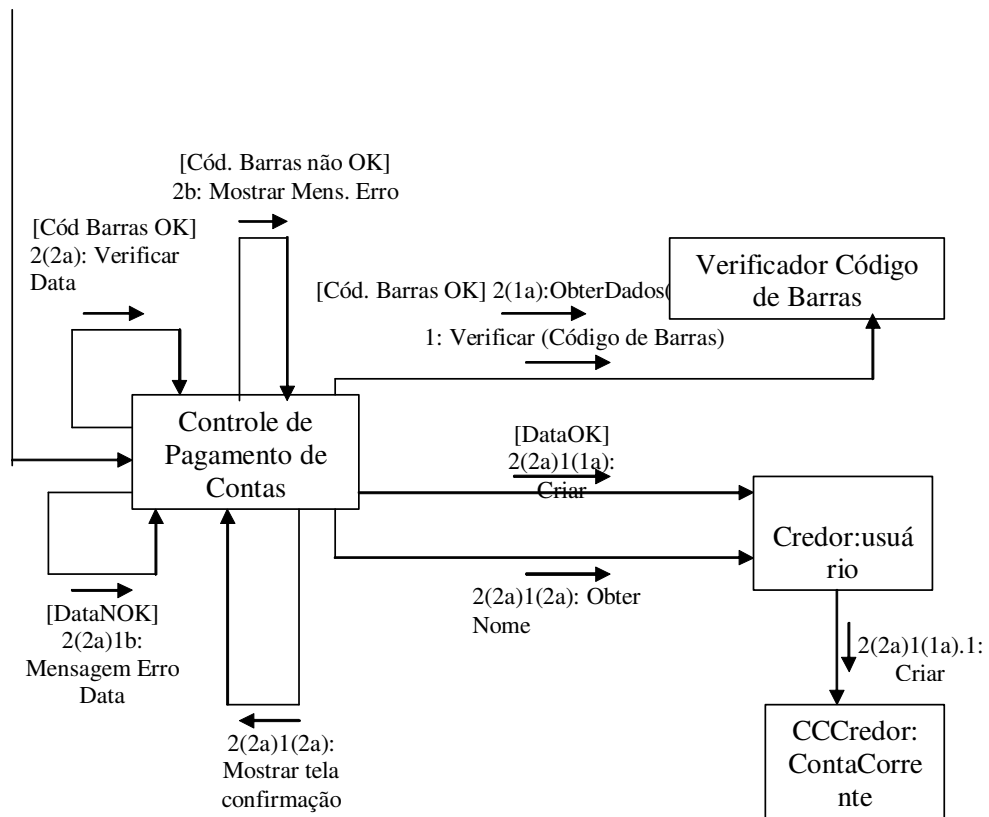 [Cód. Barras não OK]
2b: Mostrar Mens. Erro
[Cód Barras OK]
2(2a): Verificar
Data
Verificador Código
de Barras
[Cód. Barras OK] 2(1a):ObterDados(
1: Verificar (Código de Barras)
Controle de
Pagamento de
Contas
[DataOK]
2(2a)1(1a):
Criar
Credor:usuá
rio
[DataNOK]
2(2a)1b:
Mensagem Erro
Data
2(2a)1(2a): Obter
Nome
2(2a)1(1a).1:
Criar
2(2a)1(2a):
Mostrar tela
confirmação
CCCredor:
ContaCorre
nte